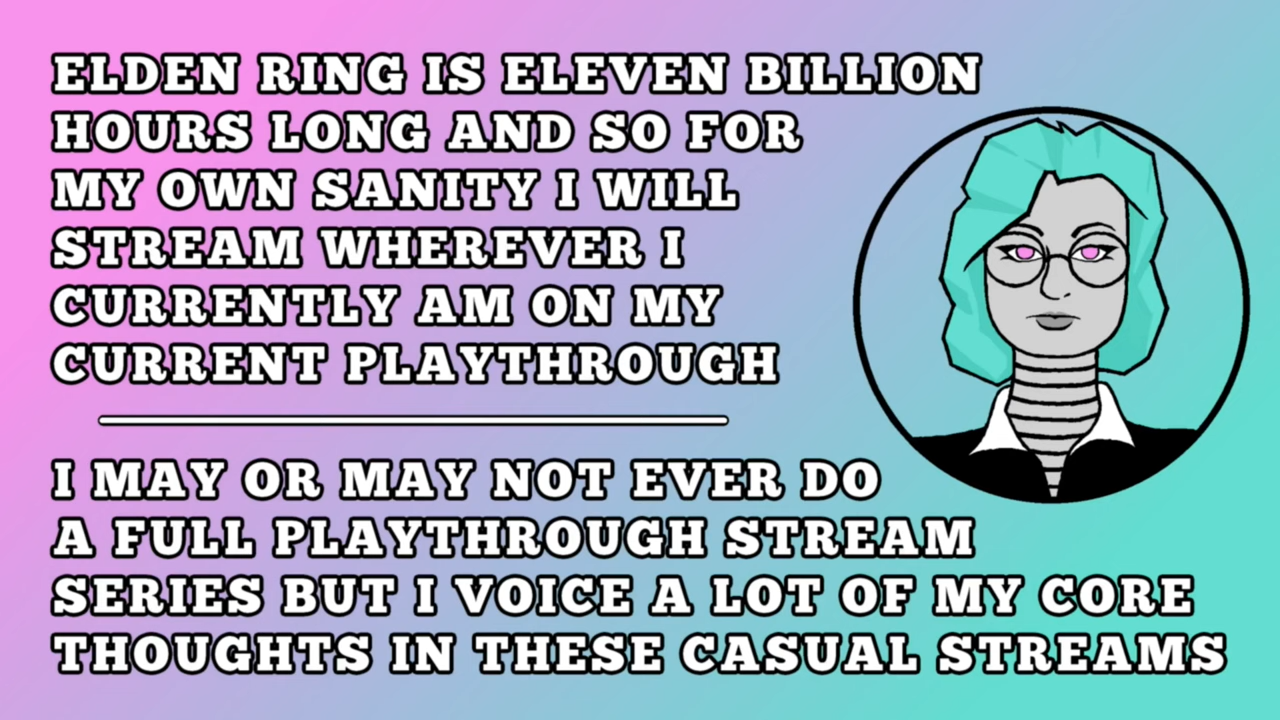 ELDEN RING IS ELEVEN BILLION
HOURS LONG AND SO FOR
MY OWN SANITY I WILL
STREAM WHEREVER I
CURRENTLY AM ON MY
CURRENT PLAYTHROUGH
I MAY OR MAY NOT EVER DO
A FULL PLAYTHROUGH STREAM
SERIES BUT I VOICE A LOT OF MY CORE
THOUGHTS IN THESE CASUAL STREAMS